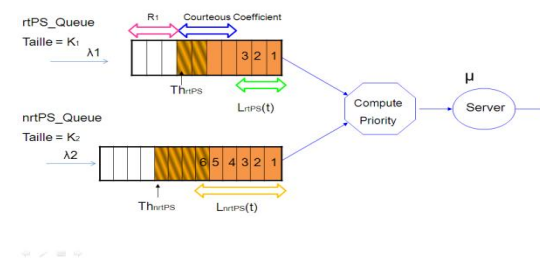 R1 Courteous Coefficient
rtPS_Queue
Taille = K1
λ1
3 2 1
ThrtPS
LrtPS(t)
μ
Compute
Priority
Server
nrtPS_Queue
Taille = K2
λ2
6 5 4 3 2 1
ThnrtPS
LnrtPS(t)